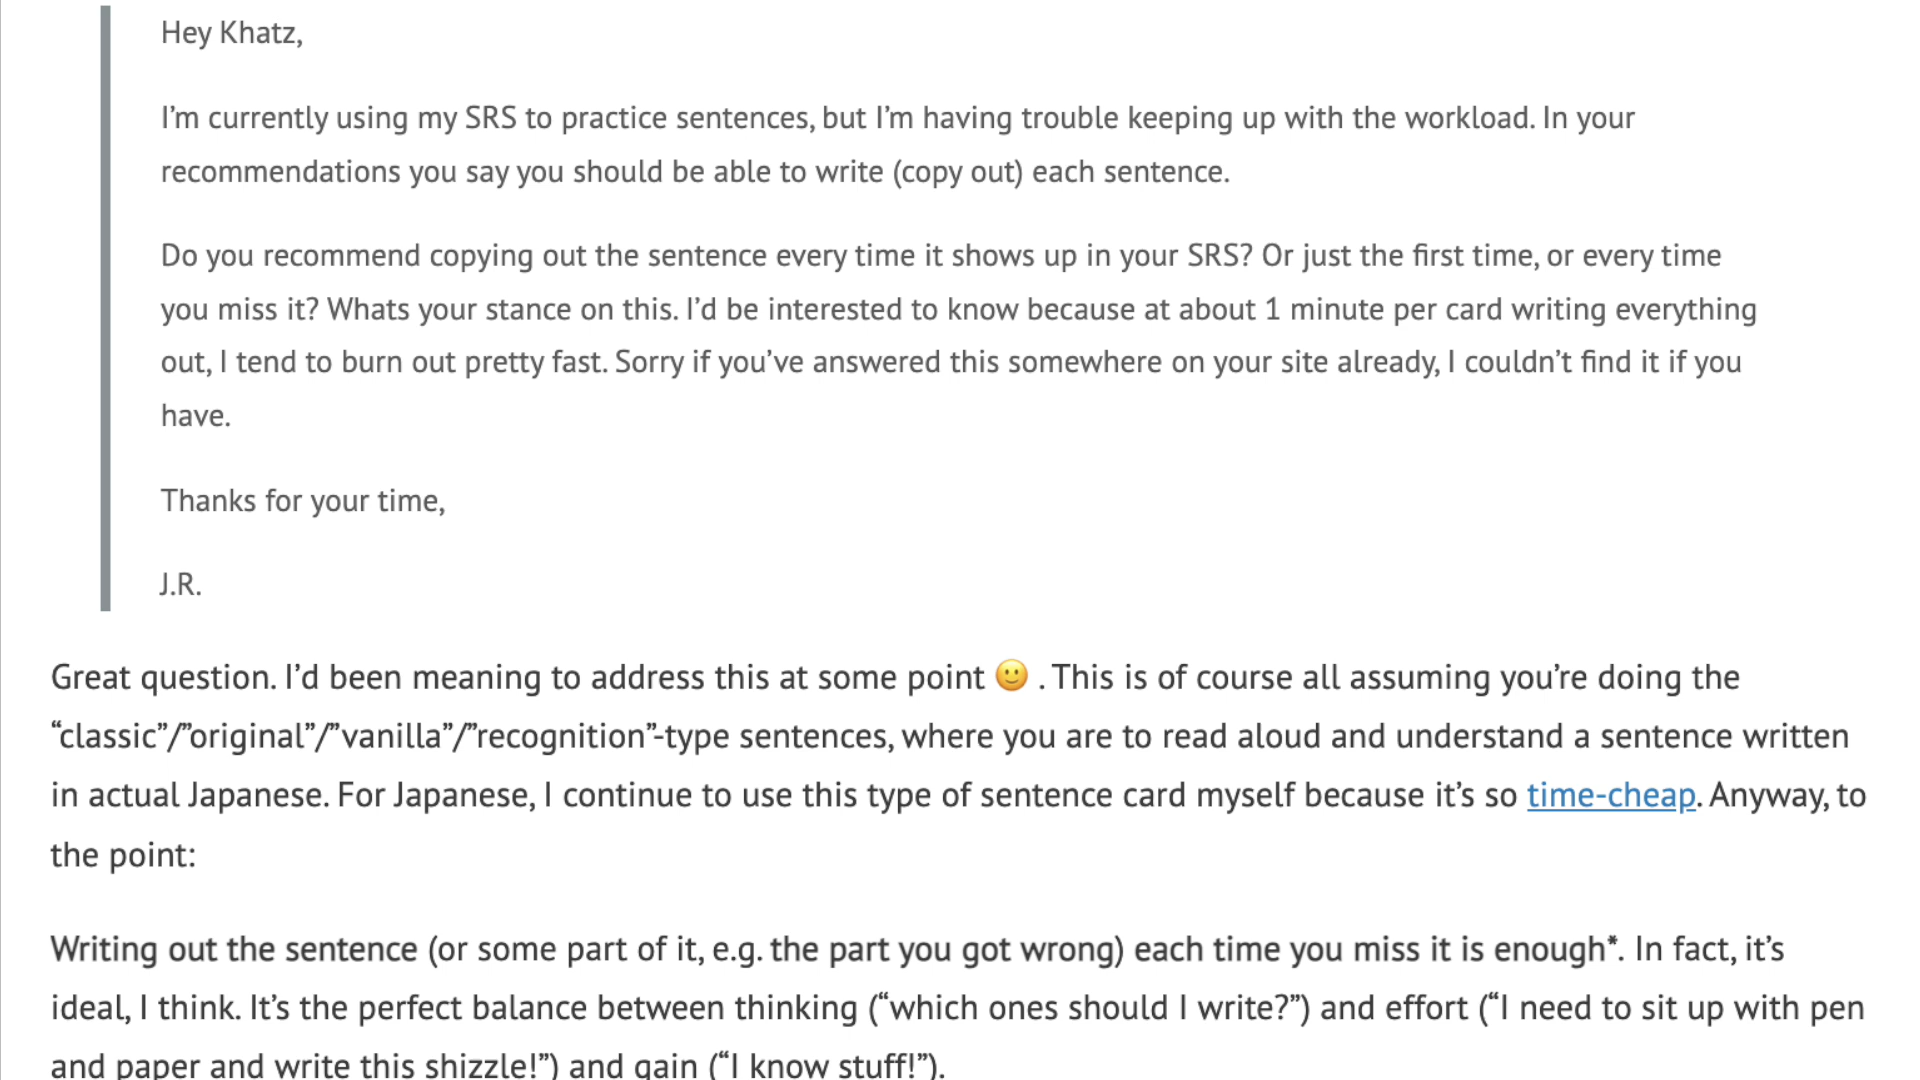 Hey Khatz,
I’m currently using my SRS to practice sentences, but I’m having trouble keeping up with the workload. In your
recommendations you say you should be able to write (copy out) each sentence.
Do you recommend copying out the sentence every time it shows up in your SRS? Or just the first time, or every time
you miss it? Whats your stance on this. I’d be interested to know because at about 1 minute per card writing everything
out, I tend to burn out pretty fast. Sorry if you’ve answered this somewhere on your site already, I couldn’t find it if you
have.
Thanks for your time,
J.R.
Great question. I’d been meaning to address this at some point 🙂 . This is of course all assuming you’re doing the
“classic”/”original”/”vanilla”/”recognition”-type sentences, where you are to read aloud and understand a sentence written
in actual Japanese. For Japanese, I continue to use this type of sentence card myself because it’s so time-cheap. Anyway, to
the point:
Writing out the sentence (or some part of it, e.g. the part you got wrong) each time you miss it is enough*. In fact, it’s
ideal, I think. It’s the perfect balance between thinking (“which ones should I write?”) and effort (“I need to sit up with pen
and paper and write this shizzle!”) and gain (“I know stuff!”).